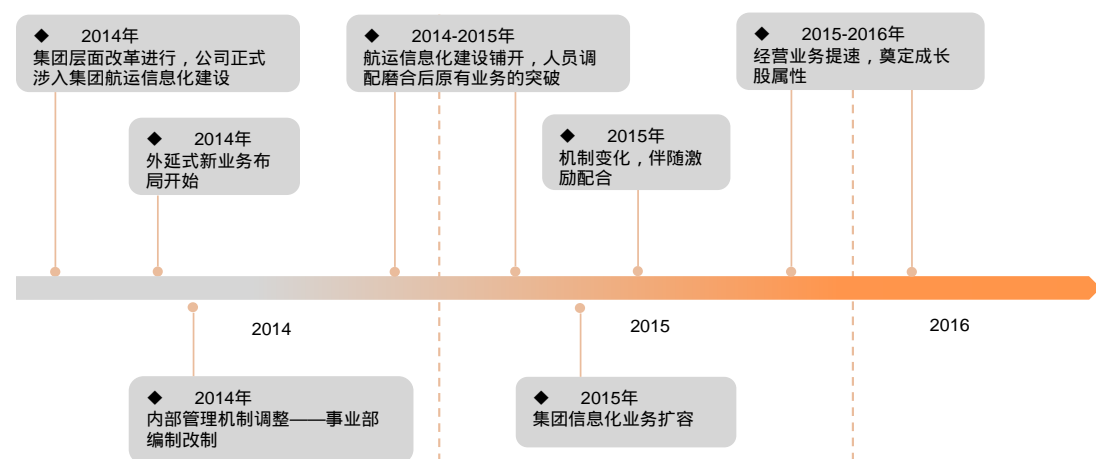 ◆ 2014年
集团层面改革进行，公司正式
涉入集团航运信息化建设
◆ 2014-2015年
航运信息化建设铺开，人员调
配磨合后原有业务的突破
◆ 2015-2016年
经营业务提速，奠定成长
股属性
◆ 2014年
外延式新业务布
局开始
◆ 2015年
机制变化，伴随激
励配合
2014
2015
2016
◆ 2014年
内部管理机制调整——事业部
编制改制
◆ 2015年
集团信息化业务扩容